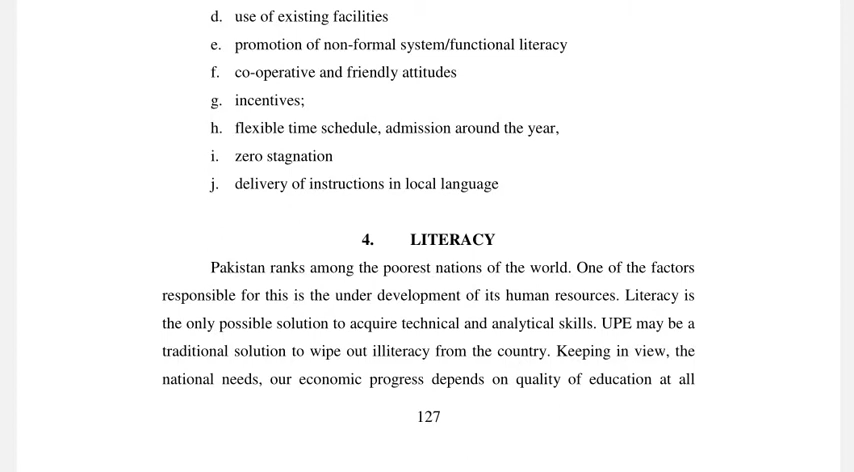 d. use of existing facilities
e. promotion of non-formal system/functional literacy
f. co-operative and friendly attitudes
g. incentives;
h. flexible time schedule, admission around the year,
i. zero stagnation
j. delivery of instructions in local language
4. LITERACY
Pakistan ranks among the poorest nations of the world. One of the factors
responsible for this is the under development of its human resources. Literacy is
the only possible solution to acquire technical and analytical skills. UPE may be a
traditional solution to wipe out illiteracy from the country. Keeping in view, the
national needs, our economic progress depends on quality of education at all
127